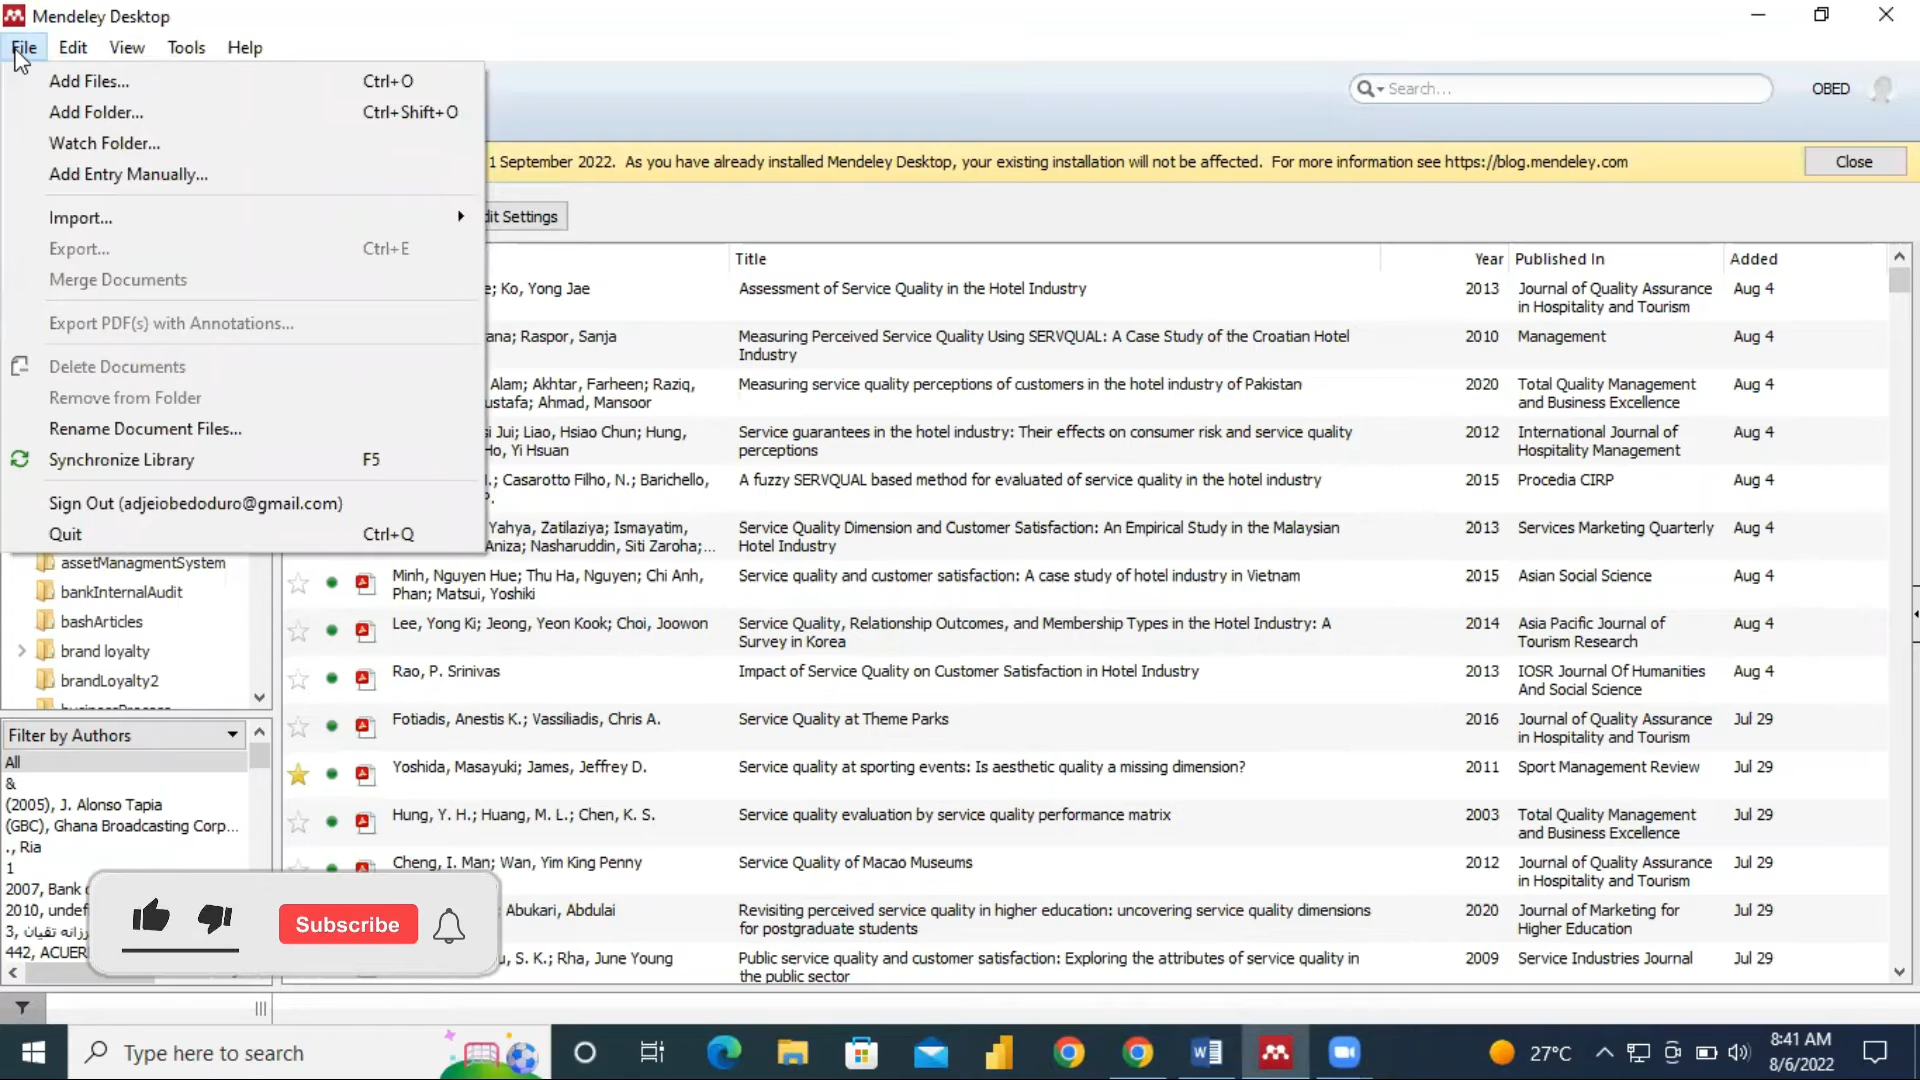 Mendeley Desktop
File Edit View Tools Help
Add Files... Ctrl+O
Add Folder... Ctrl+Shift+O
Watch Folder...
Add Entry Manually...
Import...
Export... Ctrl+E
Merge Documents
Export PDF(s) with Annotations...
Delete Documents
Remove from Folder
Rename Document Files...
Synchronize Library F5
Sign Out (adjeiobedoduro@gmail.com)
Quit Ctrl+Q
Search...
OBED
1 September 2022. As you have already installed Mendeley Desktop, your existing installation will not be affected. For more information see https://blog.mendeley.com
Close
dit Settings
Title Year Published In Added
e; Ko, Yong Jae Assessment of Service Quality in the Hotel Industry 2013 Journal of Quality Assurance Aug 4
in Hospitality and Tourism
ana; Raspor, Sanja Measuring Perceived Service Quality Using SERVQUAL: A Case Study of the Croatian Hotel 2010 Management Aug 4
Industry
Alam; Akhtar, Farheen; Raziq, Measuring service quality perceptions of customers in the hotel industry of Pakistan 2020 Total Quality Management Aug 4
ustafa; Ahmad, Mansoor and Business Excellence
si Jui; Liao, Hsiao Chun; Hung, Service guarantees in the hotel industry: Their effects on consumer risk and service quality 2012 International Journal of Aug 4
Ho, Yi Hsuan perceptions Hospitality Management
.; Casarotto Filho, N.; Barichello, A fuzzy SERVQUAL based method for evaluated of service quality in the hotel industry 2015 Procedia CIRP Aug 4
Yahya, Zatilaziya; Ismayatim, Service Quality Dimension and Customer Satisfaction: An Empirical Study in the Malaysian 2013 Services Marketing Quarterly Aug 4
Aniza; Nasharuddin, Siti Zaroha;... Hotel Industry
Minh, Nguyen Hue; Thu Ha, Nguyen; Chi Anh, Service quality and customer satisfaction: A case study of hotel industry in Vietnam 2015 Asian Social Science Aug 4
Phan; Matsui, Yoshiki
Lee, Yong Ki; Jeong, Yeon Kook; Choi, Joowon Service Quality, Relationship Outcomes, and Membership Types in the Hotel Industry: A 2014 Asia Pacific Journal of Aug 4
Survey in Korea Tourism Research
Rao, P. Srinivas Impact of Service Quality on Customer Satisfaction in Hotel Industry 2013 IOSR Journal Of Humanities Aug 4
And Social Science
Fotiadis, Anestis K.; Vassiliadis, Chris A. Service Quality at Theme Parks 2016 Journal of Quality Assurance Jul 29
in Hospitality and Tourism
Yoshida, Masayuki; James, Jeffrey D. Service quality at sporting events: Is aesthetic quality a missing dimension? 2011 Sport Management Review Jul 29
Hung, Y. H.; Huang, M. L.; Chen, K. S. Service quality evaluation by service quality performance matrix 2003 Total Quality Management Jul 29
and Business Excellence
Cheng, I. Man; Wan, Yim King Penny Service Quality of Macao Museums 2012 Journal of Quality Assurance Jul 29
in Hospitality and Tourism
Abukari, Abdulai Revisiting perceived service quality in higher education: uncovering service quality dimensions 2020 Journal of Marketing for Jul 29
for postgraduate students Higher Education
, S. K.; Rha, June Young Public service quality and customer satisfaction: Exploring the attributes of service quality in 2009 Service Industries Journal Jul 29
the public sector
assetManagmentSystem
bankInternalAudit
bashArticles
brand loyalty
brandLoyalty2
Filter by Authors
All
&
(2005), J. Alonso Tapia
(GBC), Ghana Broadcasting Corp...
., Ria
1
2007, Bank
2010, undef
3, رزانه تقیان
442, ACUER
Subscribe
Type here to search
27°C
8:41 AM
8/6/2022